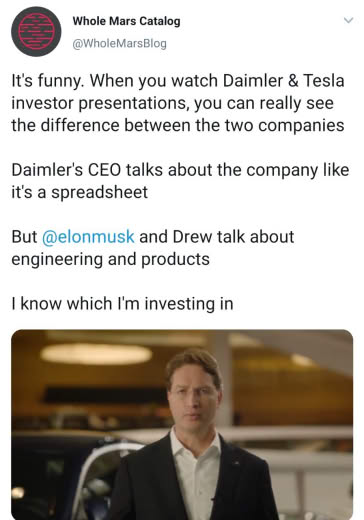 Whole Mars Catalog
@WholeMarsBlog
It's funny. When you watch Daimler & Tesla
investor presentations, you can really see
the difference between the two companies
Daimler's CEO talks about the company like
it's a spreadsheet
But @elonmusk and Drew talk about
engineering and products
I know which I'm investing in